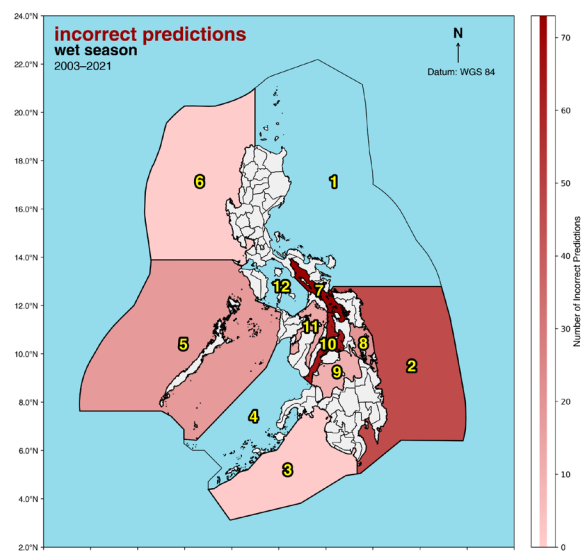 incorrect predictions
wet season
2003–2021
N
Datum: WGS 84
24.0°N
22.0°N
20.0°N
18.0°N
16.0°N
14.0°N
12.0°N
10.0°N
8.0°N
6.0°N
4.0°N
2.0°N
6
1
12
7
11
5
10
8
2
9
4
3
70
60
50
40
30
20
10
0
Number of Incorrect Predictions